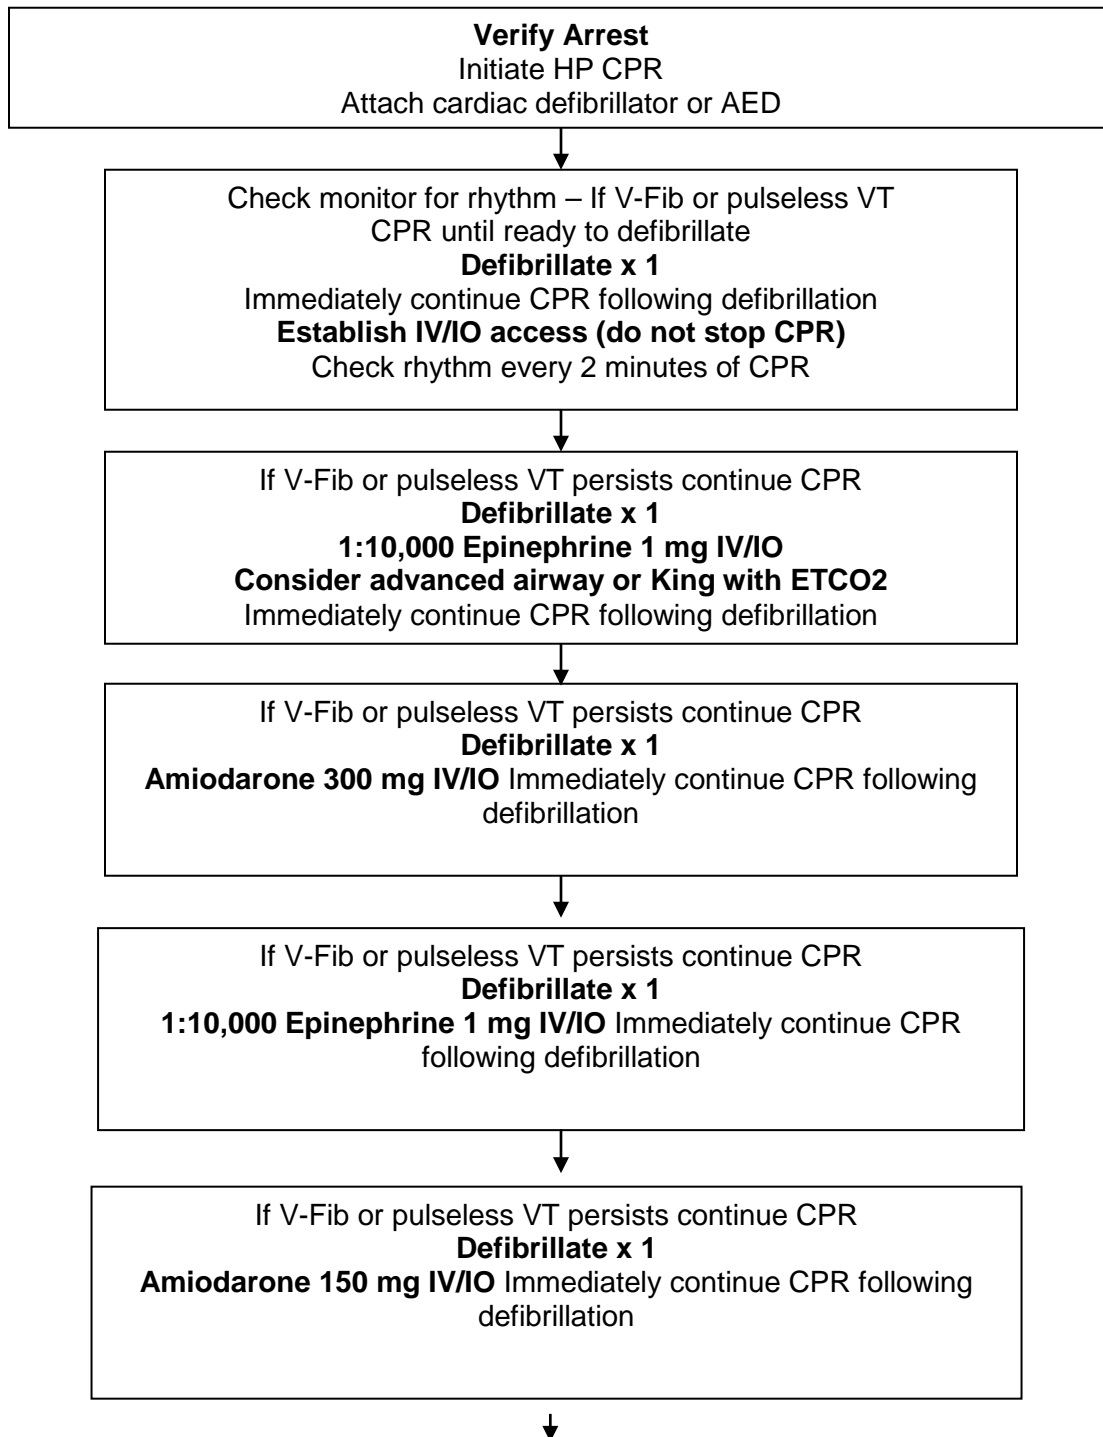 Verify Arrest
Initiate HP CPR
Attach cardiac defibrillator or AED
Check monitor for rhythm – If V-Fib or pulseless VT
CPR until ready to defibrillate
Defibrillate x 1
Immediately continue CPR following defibrillation
Establish IV/IO access (do not stop CPR)
Check rhythm every 2 minutes of CPR
If V-Fib or pulseless VT persists continue CPR
Defibrillate x 1
1:10,000 Epinephrine 1 mg IV/IO
Consider advanced airway or King with ETCO2
Immediately continue CPR following defibrillation
If V-Fib or pulseless VT persists continue CPR
Defibrillate x 1
Amiodarone 300 mg IV/IO Immediately continue CPR following
defibrillation
If V-Fib or pulseless VT persists continue CPR
Defibrillate x 1
1:10,000 Epinephrine 1 mg IV/IO Immediately continue CPR
following defibrillation
If V-Fib or pulseless VT persists continue CPR
Defibrillate x 1
Amiodarone 150 mg IV/IO Immediately continue CPR following
defibrillation